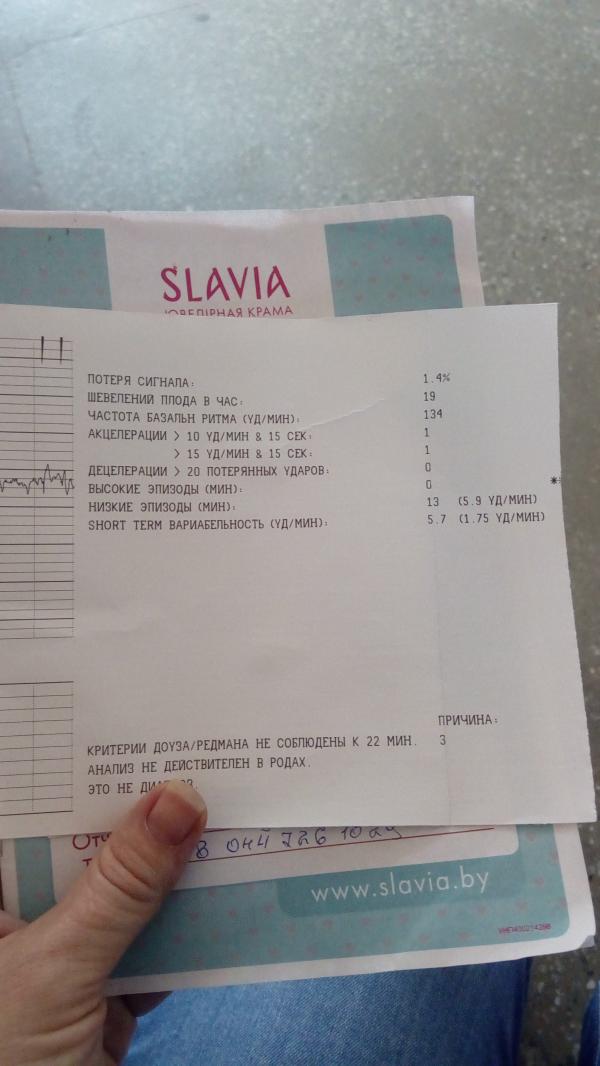 SLAVIA
ЮВЕЛІРНАЯ КРАМА
ПОТЕРЯ СИГНАЛА: 1.4%
ШЕВЕЛЕНИЙ ПЛОДА В ЧАС: 19
ЧАСТОТА БАЗАЛЬН РИТМА (УД/МИН): 134
АКЦЕЛЕРАЦИИ > 10 УД/МИН & 15 СЕК: 1
> 15 УД/МИН & 15 СЕК: 1
ДЕЦЕЛЕРАЦИИ > 20 ПОТЕРЯННЫХ УДАРОВ: 0
ВЫСОКИЕ ЭПИЗОДЫ (МИН): 0
НИЗКИЕ ЭПИЗОДЫ (МИН): 13 (5.9 УД/МИН)
SHORT TERM ВАРИАБЕЛЬНОСТЬ (УД/МИН): 5.7 (1.75 УД/МИН)
ПРИЧИНА:
КРИТЕРИИ ДОУЗА/РЕДМАНА НЕ СОБЛЮДЕНЫ К 22 МИН. 3
АНАЛИЗ НЕ ДЕЙСТВИТЕЛЕН В РОДАХ.
ЭТО НЕ
8 044 726 10
www.slavia.by